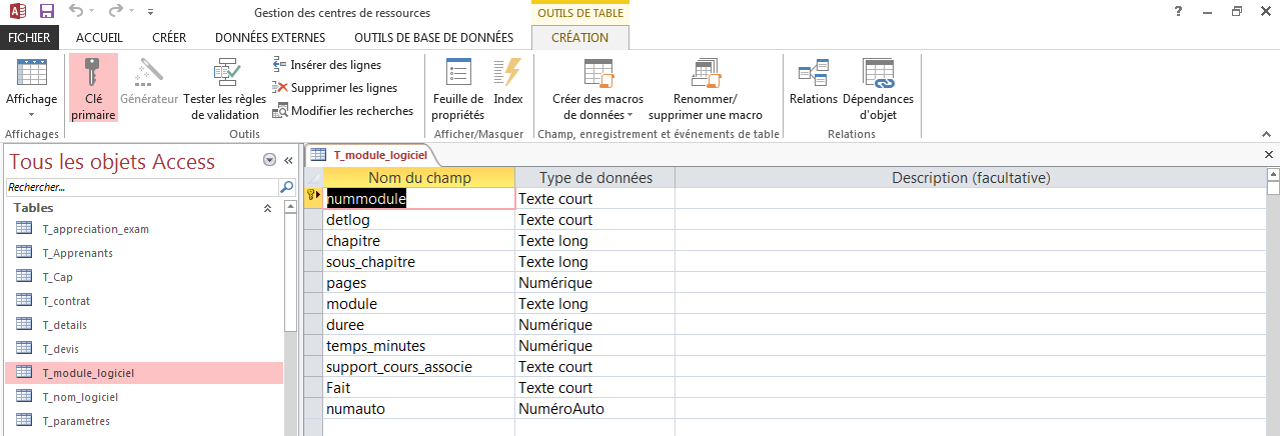 Gestion des centres de ressources
OUTILS DE TABLE
?
FICHIER ACCUEIL CRÉER DONNÉES EXTERNES OUTILS DE BASE DE DONNÉES CRÉATION
Affichage
Clé primaire
Générateur
Tester les règles de validation
Insérer des lignes
Supprimer les lignes
Modifier les recherches
Feuille de propriétés
Index
Créer des macros de données
Renommer/ supprimer une macro
Relations
Dépendances d'objet
Affichages Outils Afficher/Masquer Champ, enregistrement et événements de table Relations
Tous les objets Access
Rechercher...
Tables
T_appreciation_exam
T_Apprenants
T_Cap
T_contrat
T_details
T_devis
T_module_logiciel
T_nom_logiciel
T_parametres
T_module_logiciel
Nom du champ Type de données Description (facultative)
nummodule Texte court
detlog Texte court
chapitre Texte long
sous_chapitre Texte long
pages Numérique
module Texte long
duree Numérique
temps_minutes Numérique
support_cours_associe Texte court
Fait Texte court
numauto NuméroAuto